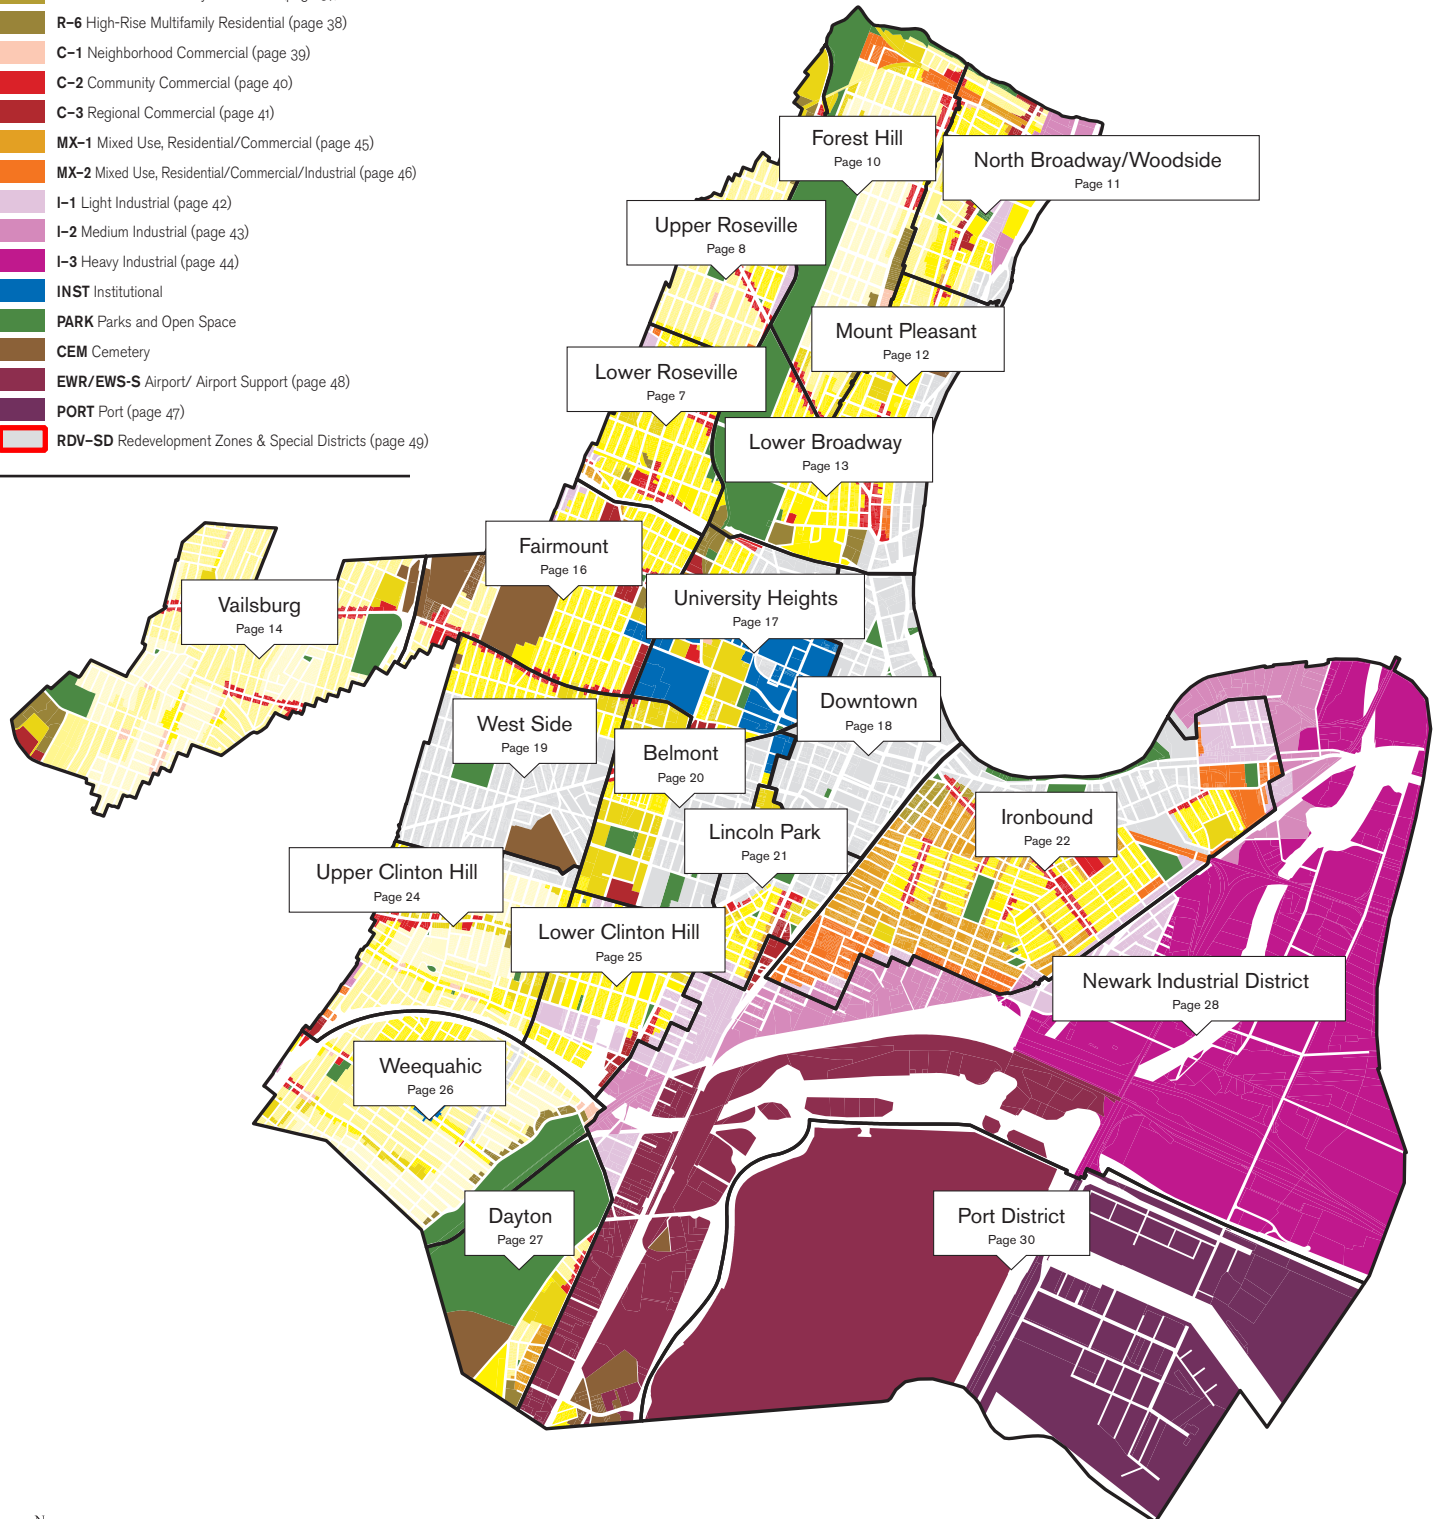 R–6 High-Rise Multifamily Residential (page 38)
C–1 Neighborhood Commercial (page 39)
C–2 Community Commercial (page 40)
C–3 Regional Commercial (page 41)
MX–1 Mixed Use, Residential/Commercial (page 45)
MX–2 Mixed Use, Residential/Commercial/Industrial (page 46)
I–1 Light Industrial (page 42)
I–2 Medium Industrial (page 43)
I–3 Heavy Industrial (page 44)
INST Institutional
PARK Parks and Open Space
CEM Cemetery
EWR/EWS-S Airport/ Airport Support (page 48)
PORT Port (page 47)
RDV–SD Redevelopment Zones & Special Districts (page 49)
Forest Hill
Page 10
North Broadway/Woodside
Page 11
Upper Roseville
Page 8
Mount Pleasant
Page 12
Lower Roseville
Page 7
Lower Broadway
Page 13
Fairmount
Page 16
University Heights
Page 17
Vailsburg
Page 14
Downtown
Page 18
West Side
Page 19
Belmont
Page 20
Lincoln Park
Page 21
Ironbound
Page 22
Upper Clinton Hill
Page 24
Lower Clinton Hill
Page 25
Newark Industrial District
Page 28
Weequahic
Page 26
Dayton
Page 27
Port District
Page 30
N